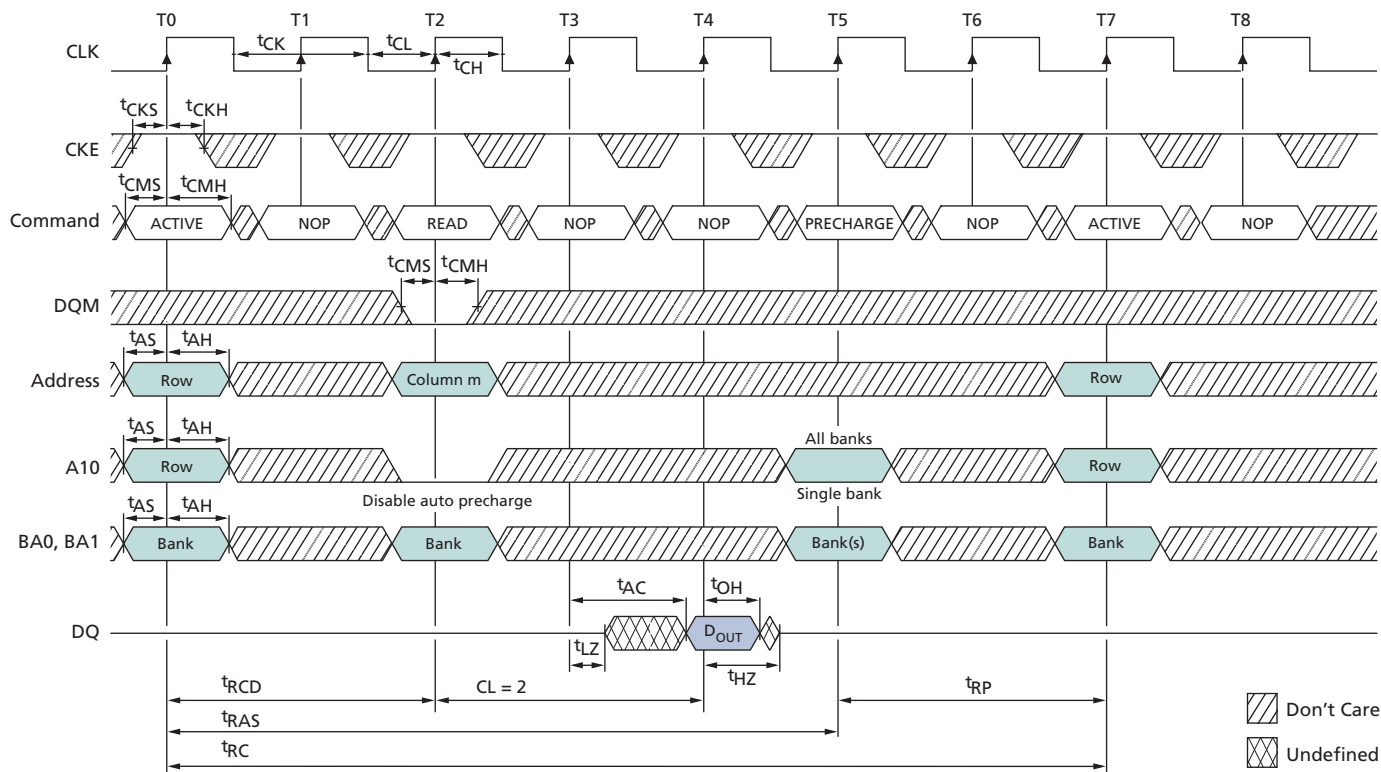 T0 T1 T2 T3 T4 T5 T6 T7 T8
CLK
tCK
tCL
tCH
tCKS
tCKH
CKE
tCMS
tCMH
Command
ACTIVE NOP READ NOP NOP PRECHARGE NOP ACTIVE NOP
tCMS
tCMH
DQM
tAS
tAH
Address
Row Column m Row
tAS
tAH
All banks
A10
Row Row
Disable auto precharge
Single bank
tAS
tAH
BA0, BA1
Bank Bank Bank(s) Bank
tAC
tOH
DQ
DOUT
tLZ
tHZ
tRCD
CL = 2
tRP
tRAS
tRC
Don't Care
Undefined